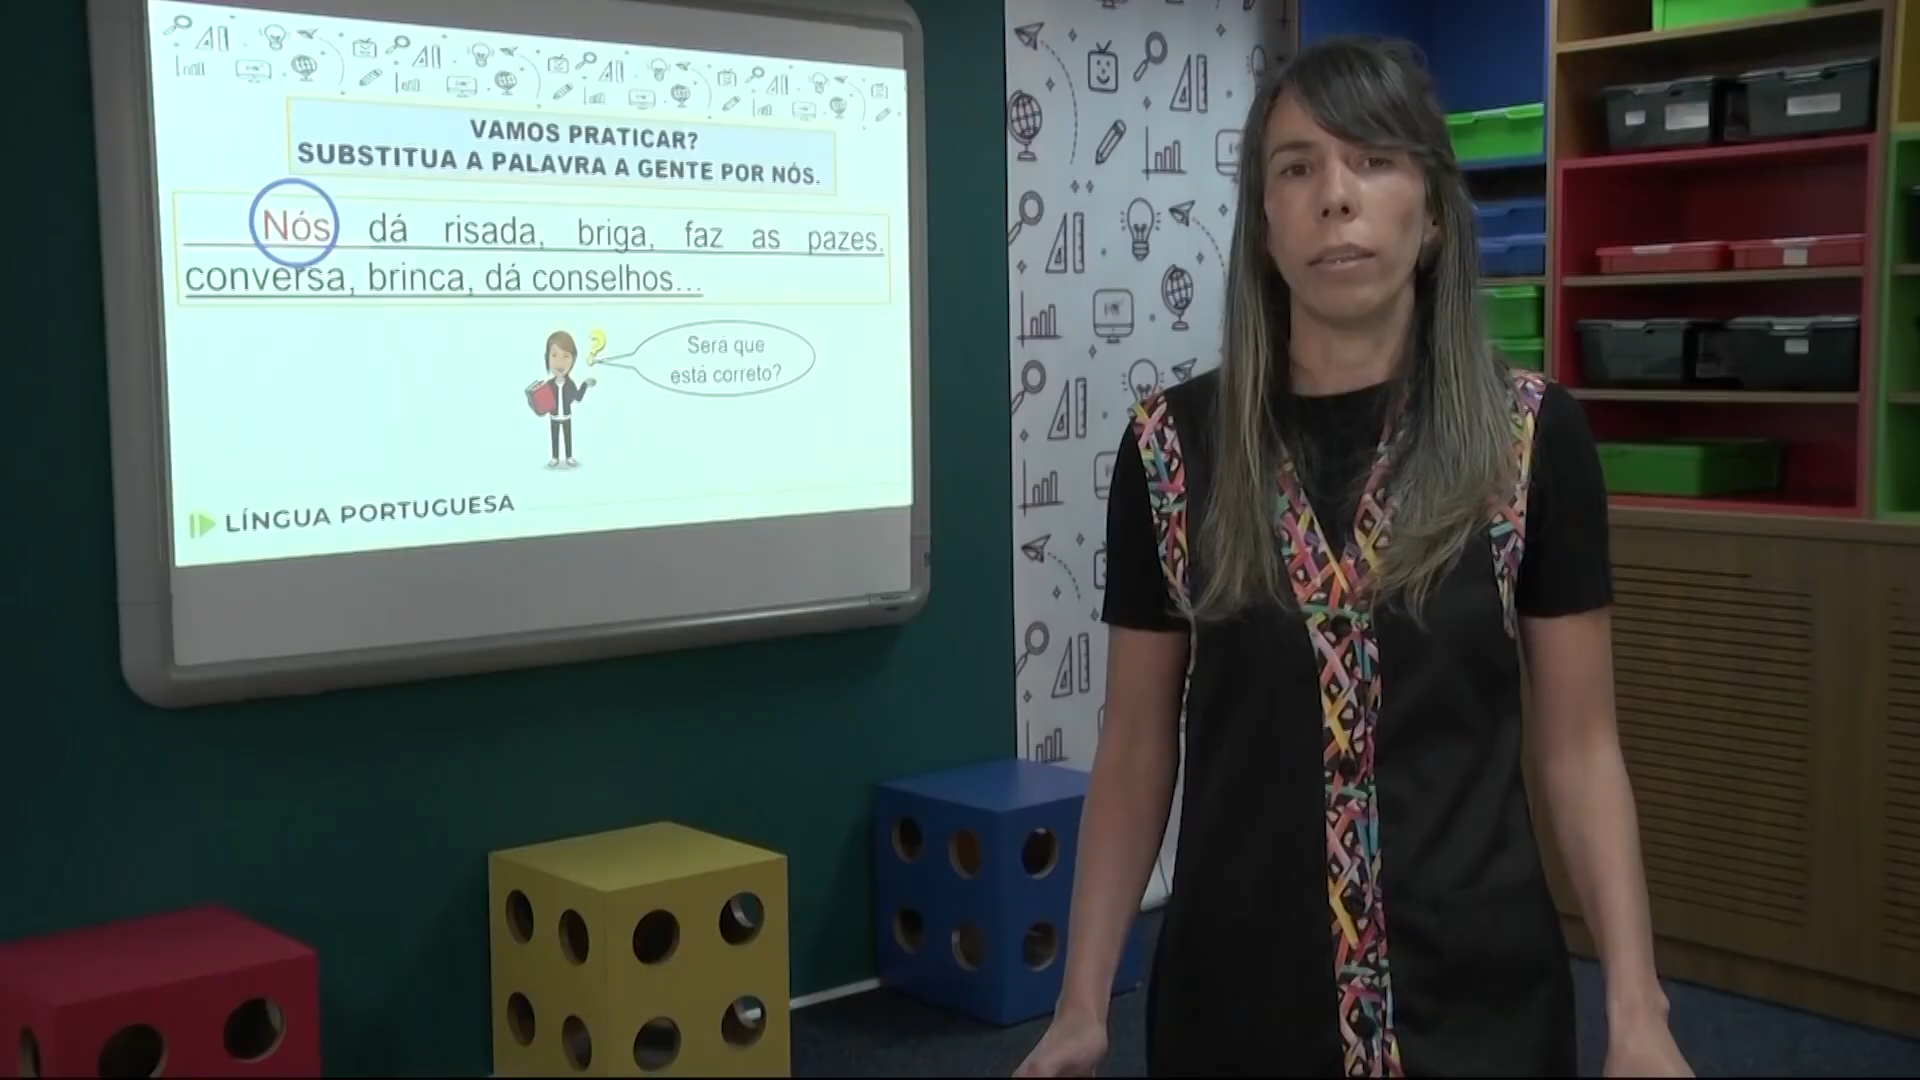 VAMOS PRATICAR?
SUBSTITUA A PALAVRA A GENTE POR NÓS.
Nós dá risada, briga, faz as pazes,
conversa, brinca, dá conselhos...
Será que
está correto?
LÍNGUA PORTUGUESA